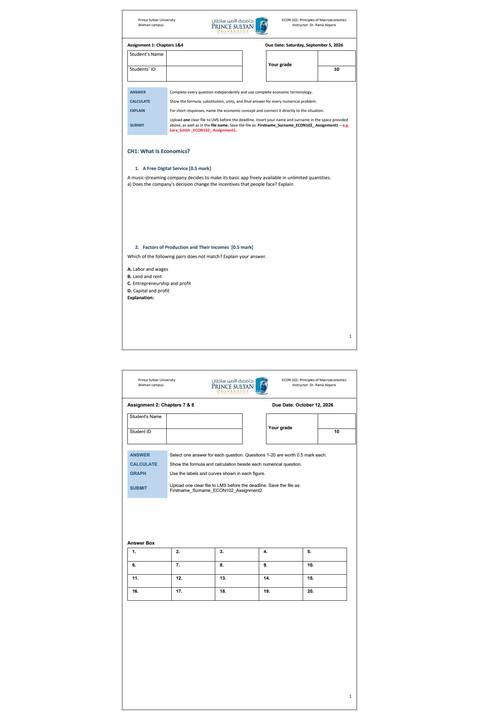 Prince Sultan University
Women campus
جامعة الأمير سلطان
PRINCE SULTAN
UNIVERSITY
ECON 102: Principles of Macroeconomics
Instructor: Dr. Rania Alqarni
Assignment 1: Chapters 1&4
Due Date: Saturday, September 5, 2026
Student's Name
Students' ID
Your grade
10
ANSWER Complete every question independently and use complete economic terminology.
CALCULATE Show the formula, substitution, units, and final answer for every numerical problem.
EXPLAIN For short responses, name the economic concept and connect it directly to the situation.
SUBMIT Upload one clear file to LMS before the deadline. Insert your name and surname in the space provided
above, as well as in the file name. Save the file as: Firstname_Surname_ECON102_ Assignment1 – e.g.
Sara_Smith _ECON102_ Assignment1.
CH1: What Is Economics?
1. A Free Digital Service [0.5 mark]
A music-streaming company decides to make its basic app freely available in unlimited quantities.
a) Does the company's decision change the incentives that people face? Explain.
2. Factors of Production and Their Incomes [0.5 mark]
Which of the following pairs does not match? Explain your answer.
A. Labor and wages
B. Land and rent
C. Entrepreneurship and profit
D. Capital and profit
Explanation:
1
Prince Sultan University
Women campus
جامعة الأمير سلطان
PRINCE SULTAN
UNIVERSITY
ECON 102: Principles of Macroeconomics
Instructor: Dr. Rania Alqarni
Assignment 2: Chapters 7 & 8
Due Date: October 12, 2026
Student's Name
Student ID
Your grade
10
ANSWER Select one answer for each question. Questions 1-20 are worth 0.5 mark each.
CALCULATE Show the formula and calculation beside each numerical question.
GRAPH Use the labels and curves shown in each figure.
SUBMIT Upload one clear file to LMS before the deadline. Save the file as:
Firstname_Surname_ECON102_Assignment2.
Answer Box
1. 2. 3. 4. 5.
6. 7. 8. 9. 10.
11. 12. 13. 14. 15.
16. 17. 18. 19. 20.
1